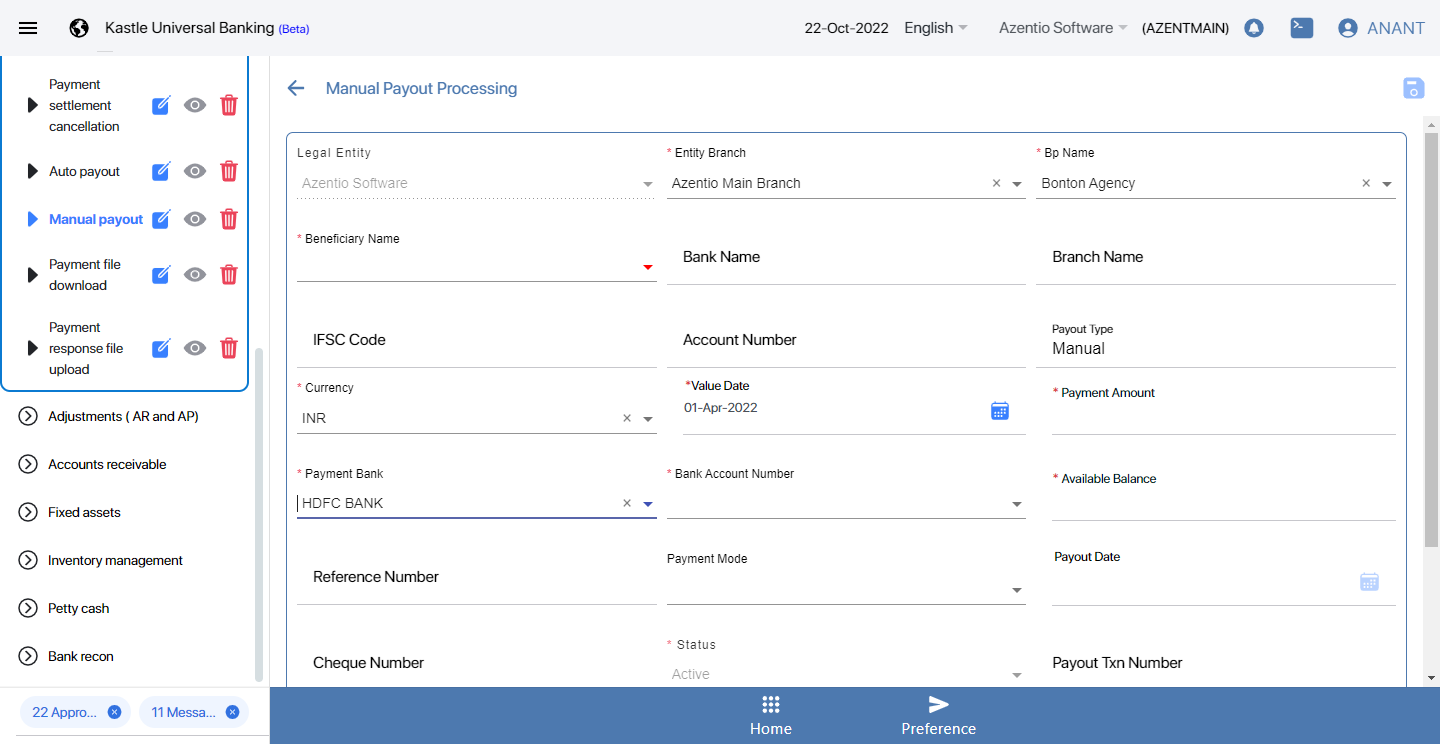 Kastle Universal Banking (Beta)
22-Oct-2022
English
Azentio Software
(AZENTMAIN)
ANANT
Payment
settlement
cancellation
Auto payout
Manual payout
Payment file
download
Payment
response file
upload
Adjustments ( AR and AP)
Accounts receivable
Fixed assets
Inventory management
Petty cash
Bank recon
22 Appro...
11 Messa...
Manual Payout Processing
Legal Entity
Azentio Software
* Entity Branch
Azentio Main Branch
* Bp Name
Bonton Agency
* Beneficiary Name
Bank Name
Branch Name
IFSC Code
Account Number
Payout Type
Manual
* Currency
INR
*Value Date
01-Apr-2022
* Payment Amount
* Payment Bank
HDFC BANK
* Bank Account Number
* Available Balance
Reference Number
Payment Mode
Payout Date
Cheque Number
* Status
Active
Payout Txn Number
Home
Preference